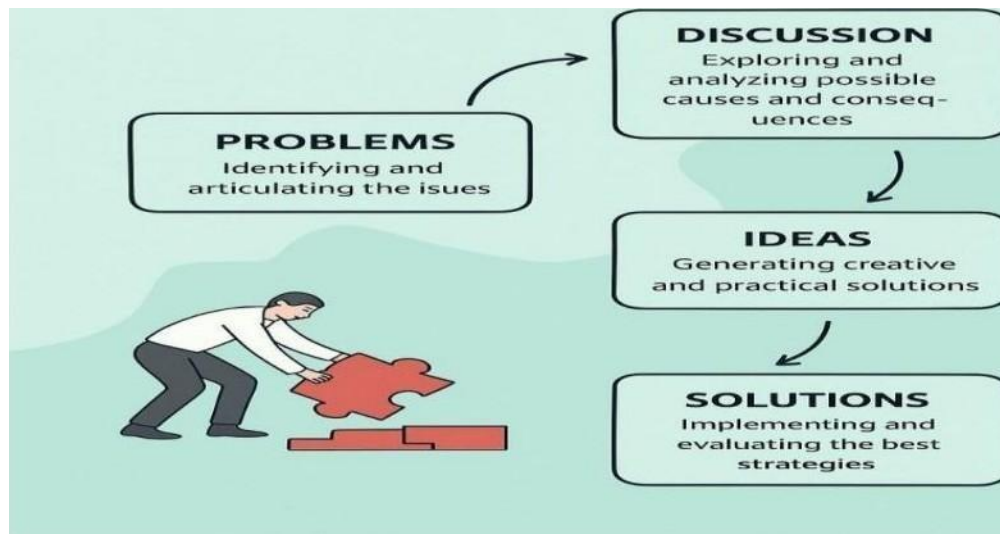 PROBLEMS
Identifying and
articulating the isues
DISCUSSION
Exploring and
analyzing possible
causes and conseq-
uences
IDEAS
Generating creative
and practical solutions
SOLUTIONS
Implementing and
evaluating the best
strategies